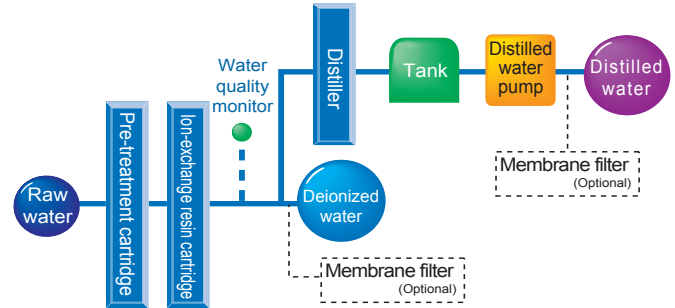 Water
quality
monitor
Distiller
Tank
Distilled
water
pump
Distilled
water
Membrane filter
(Optional)
Raw
water
Pre-treatment cartridge
Ion-exchange resin cartridge
Deionized
water
Membrane filter
(Optional)